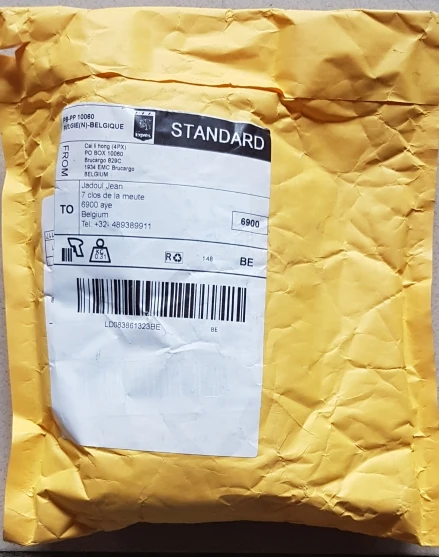 PB-PP 10060
BELGIE(N)-BELGIQUE
STANDARD
FROM
Cai li hong (4PX)
PO BOX 10060
Brucargo 829C
1934 EMC Brucargo
BELGIUM
TO
Jadoul Jean
7 clos de la meute
6900 aye
Belgium
Tel. +32- 489389911
6900
0.31
R
148
BE
LD683861323BE
BE